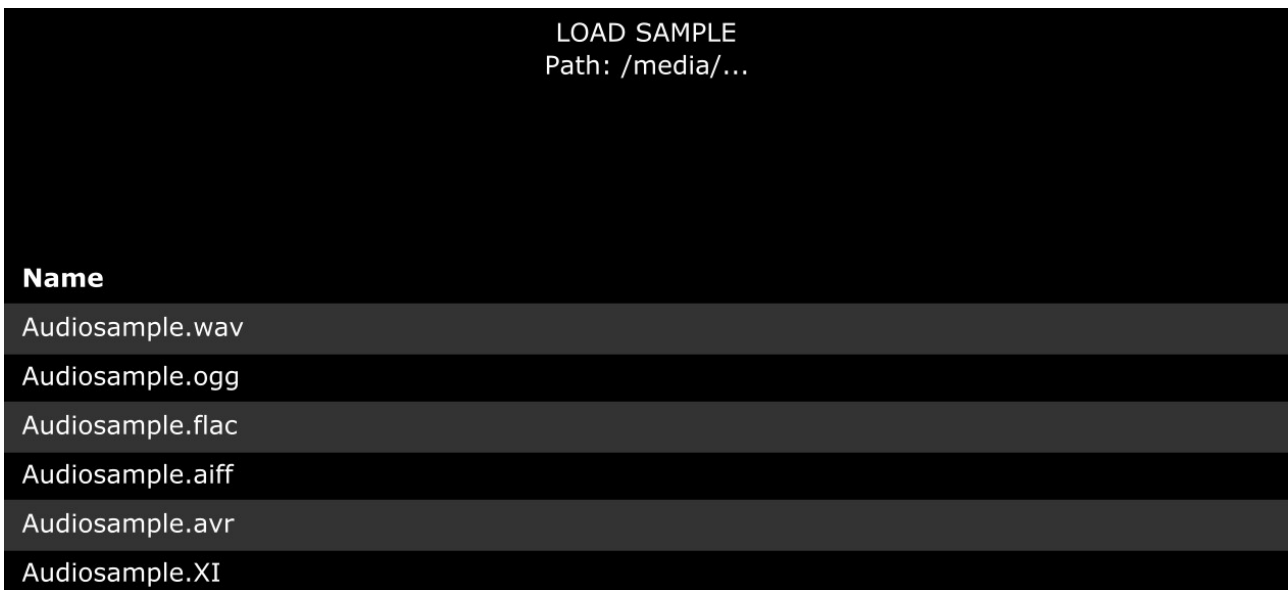 LOAD SAMPLE
Path: /media/...
Name
Audiosample.wav
Audiosample.ogg
Audiosample.flac
Audiosample.aiff
Audiosample.avr
Audiosample.XI